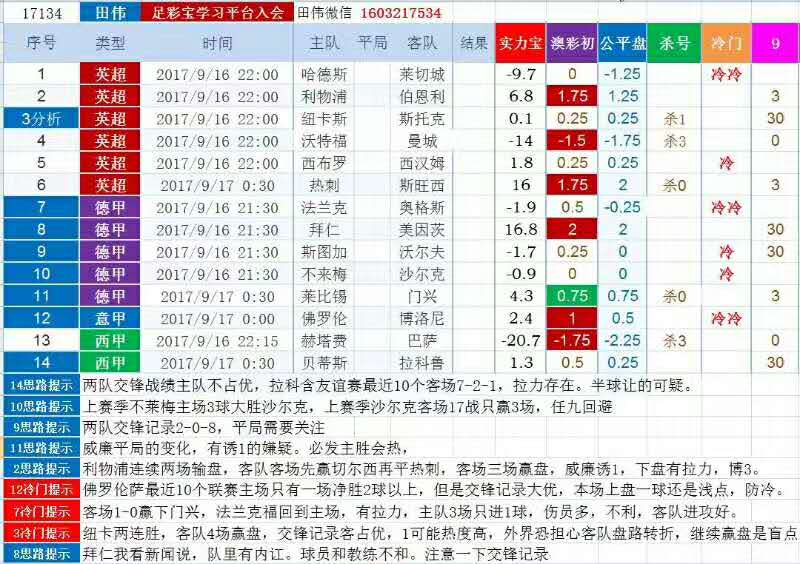 17134 田伟 足彩宝学习平台入会 田伟微信 1603217534
序号 类型 时间 主队 平局 客队 结果 实力宝 澳彩初 公平盘 杀号 冷门 9
1 英超 2017/9/16 22:00 哈德斯 莱切城 -9.7 0 -1.25 冷冷
2 英超 2017/9/16 22:00 利物浦 伯恩利 6.8 1.75 1.25 3
3分析 英超 2017/9/16 22:00 纽卡斯 斯托克 0.1 0.25 0.25 杀1 30
4 英超 2017/9/16 22:00 沃特福 曼城 -14 -1.5 -1.75 杀3 0
5 英超 2017/9/16 22:00 西布罗 西汉姆 1.8 0.25 0.25 冷
6 英超 2017/9/17 0:30 热刺 斯旺西 16 1.75 2 杀0 3
7 德甲 2017/9/16 21:30 法兰克 奥格斯 -1.9 0.5 -0.25 冷冷
8 德甲 2017/9/16 21:30 拜仁 美因茨 16.8 2 2 30
9 德甲 2017/9/16 21:30 斯图加 沃尔夫 -1.7 0.25 0 冷 30
10 德甲 2017/9/16 21:30 不来梅 沙尔克 -0.9 0 0 冷
11 德甲 2017/9/17 0:30 莱比锡 门兴 4.3 0.75 0.75 杀0 3
12 意甲 2017/9/17 0:00 佛罗伦 博洛尼 2.4 1 0.5 冷冷
13 西甲 2017/9/16 22:15 赫塔费 巴萨 -20.7 -1.75 -2.25 杀3 0
14 西甲 2017/9/17 0:30 贝蒂斯 拉科鲁 1.3 0.5 0.25 30
14思路提示 两队交锋战绩主队不占优，拉科含友谊赛最近10个客场7-2-1，拉力存在。半球让的可疑。
10思路提示 上赛季不莱梅主场3球大胜沙尔克，上赛季沙尔克客场17战只赢3场，任九回避
9思路提示 两队交锋记录2-0-8，平局需要关注
11思路提示 威廉平局的变化，有诱1的嫌疑。必发主胜会热，
2思路提示 利物浦连续两场输盘，客队客场先赢切尔西再平热刺，客场三场赢盘，威廉诱1，下盘有拉力，博3。
12冷门提示 佛罗伦萨最近10个联赛主场只有一场净胜2球以上，但是交锋记录大优，本场上盘一球还是浅点，防冷。
7冷门提示 客场1-0赢下门兴，法兰克福回到主场，有拉力，主队3场只进1球，伤员多，不利，客队进攻好。
3冷门提示 纽卡两连胜，客队4场赢盘，交锋记录客占优，1可能热度高，外界恐担心客队盘路转折，继续赢盘是盲点
8思路提示 拜仁我看新闻说，队里有内讧。球员和教练不和。注意一下交锋记录